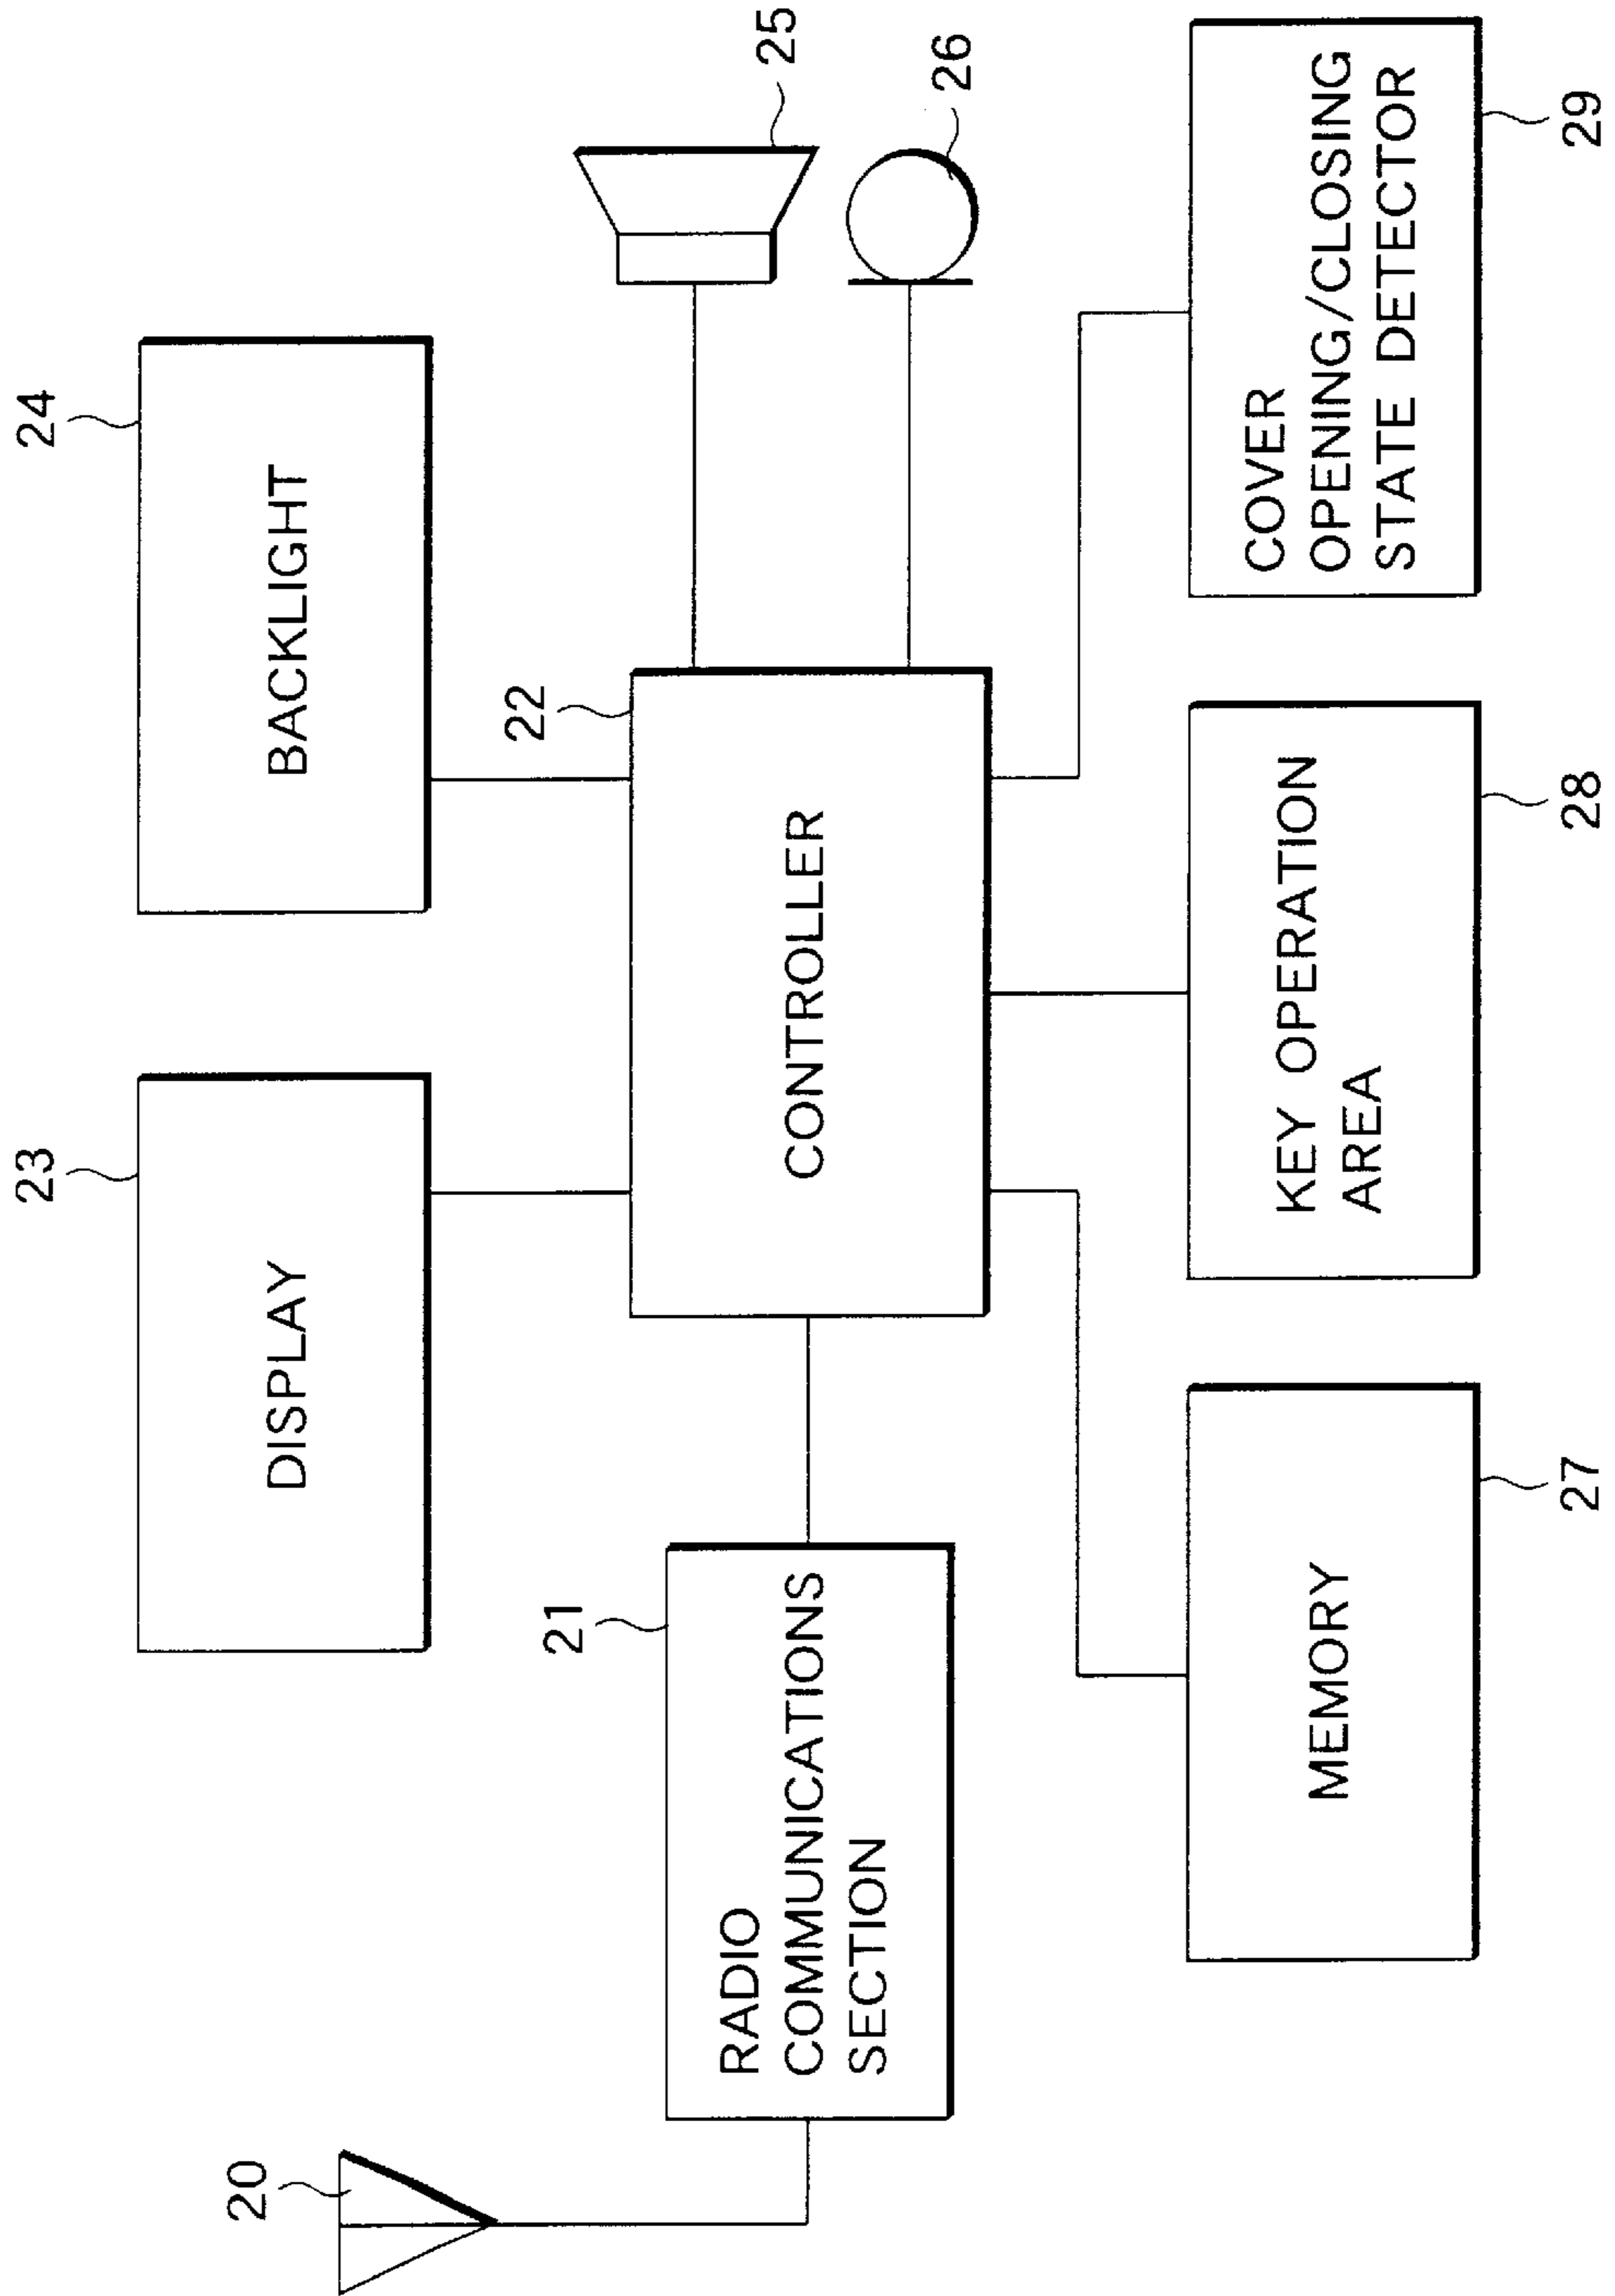 23
24
DISPLAY
BACKLIGHT
20
21
22
RADIO
COMMUNICATIONS
SECTION
CONTROLLER
25
26
MEMORY
KEY OPERATION
AREA
COVER
OPENING/CLOSING
STATE DETECTOR
27
28
29